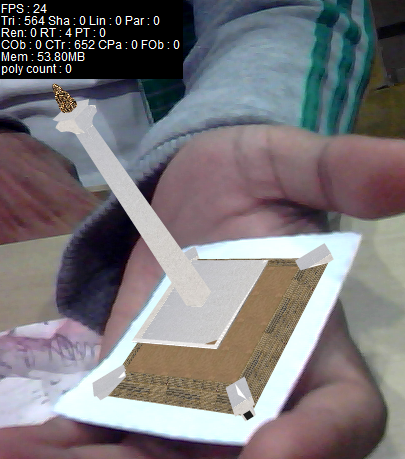 FPS : 24
Tri : 564 Sha : 0 Lin : 0 Par : 0
Ren: 0 RT : 4 PT : 0
COb : 0 CTr : 652 CPa : 0 FOb : 0
Mem : 53.80MB
poly count : 0